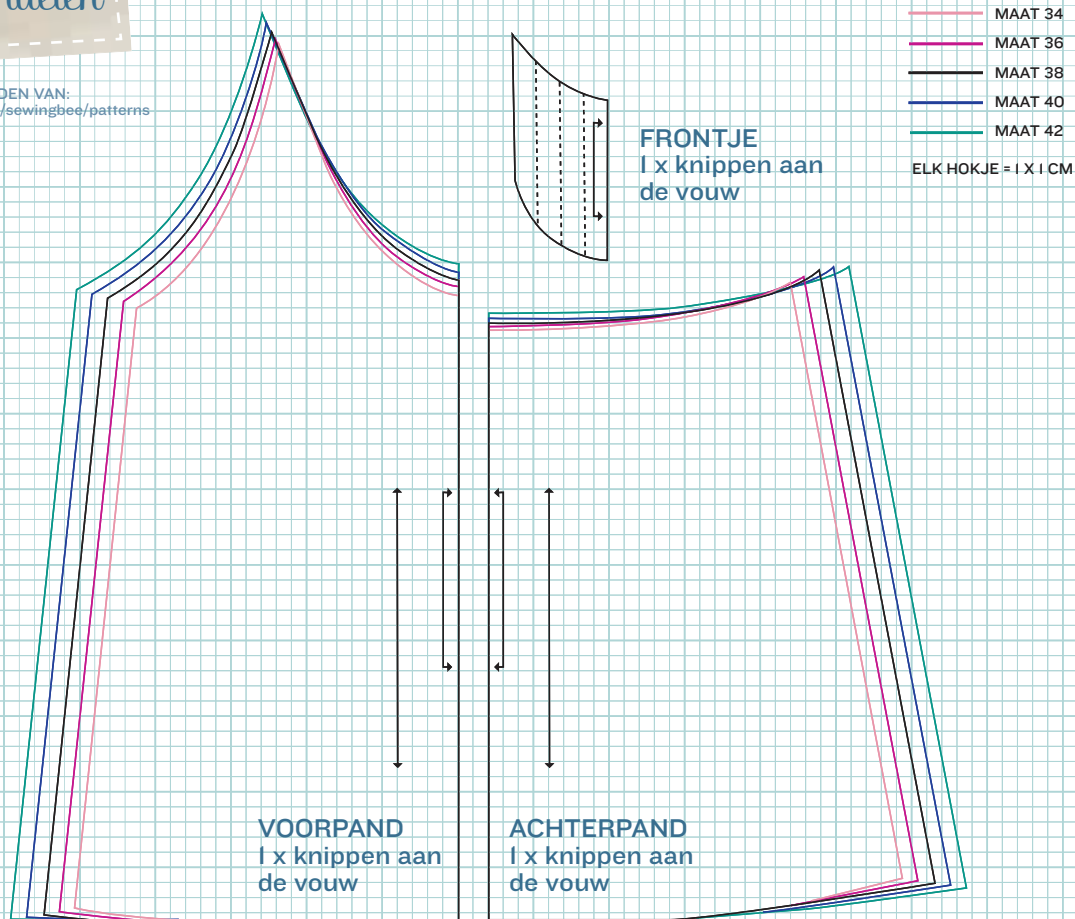 DEN VAN:
/sewingbee/patterns
FRONTJE
1 x knippen aan
de vouw
MAAT 34
MAAT 36
MAAT 38
MAAT 40
MAAT 42
ELK HOKJE = 1 X 1 CM
VOORPAND
1 x knippen aan
de vouw
ACHTERPAND
1 x knippen aan
de vouw